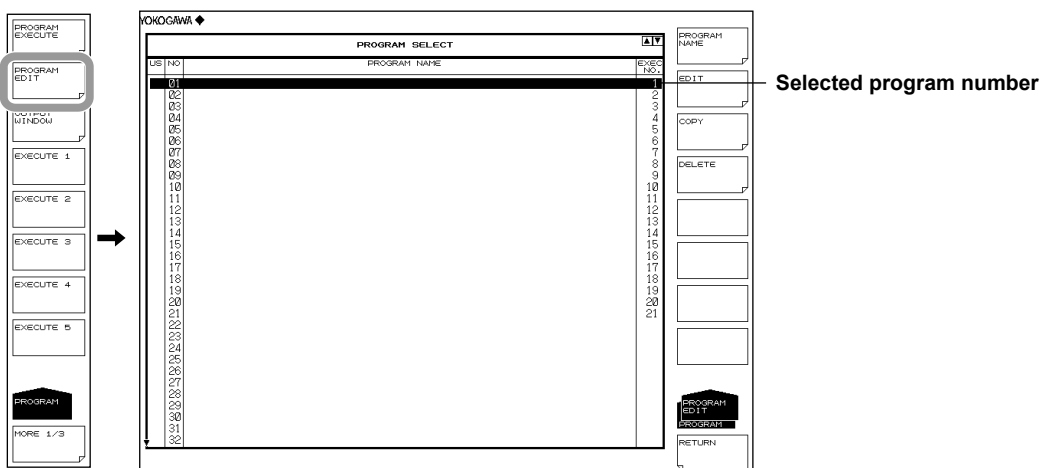 PROGRAM
EXECUTE
PROGRAM
EDIT
OUTPUT
WINDOW
EXECUTE 1
EXECUTE 2
EXECUTE 3
EXECUTE 4
EXECUTE 5
PROGRAM
MORE 1/3
YOKOGAWA
PROGRAM SELECT
US NO PROGRAM NAME EXEC
NO.
01 1
02 2
03 3
04 4
05 5
06 6
07 7
08 8
09 9
10 10
11 11
12 12
13 13
14 14
15 15
16 16
17 17
18 18
19 19
20 20
21 21
22
23
24
25
26
27
28
29
30
31
32
PROGRAM
NAME
EDIT
COPY
DELETE
PROGRAM
EDIT
PROGRAM
RETURN
Selected program number